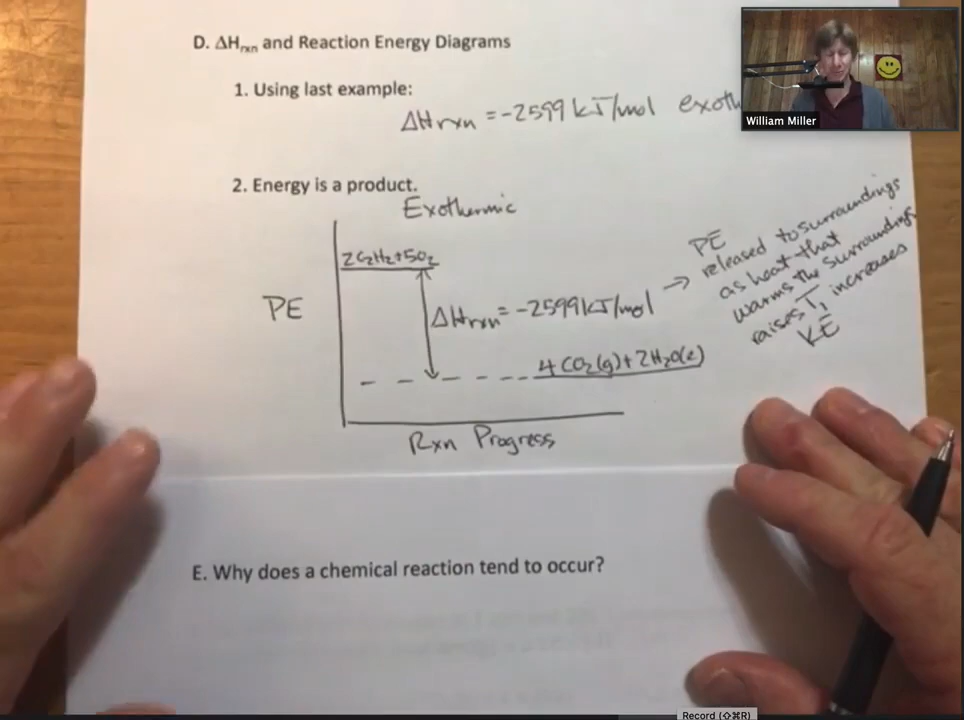 D. ΔHrxn and Reaction Energy Diagrams
1. Using last example:
ΔHrxn = -2599 kJ/mol exoth
William Miller
2. Energy is a product.
Exothermic
2C2H2+5O2
PE
ΔHrxn = -2599kJ/mol → PE
released to surroundings
as heat that
warms the surroundings
raises T, increases
KE
4CO2(g)+2H2O(l)
Rxn Progress
E. Why does a chemical reaction tend to occur?
Record (⇧⌘R)